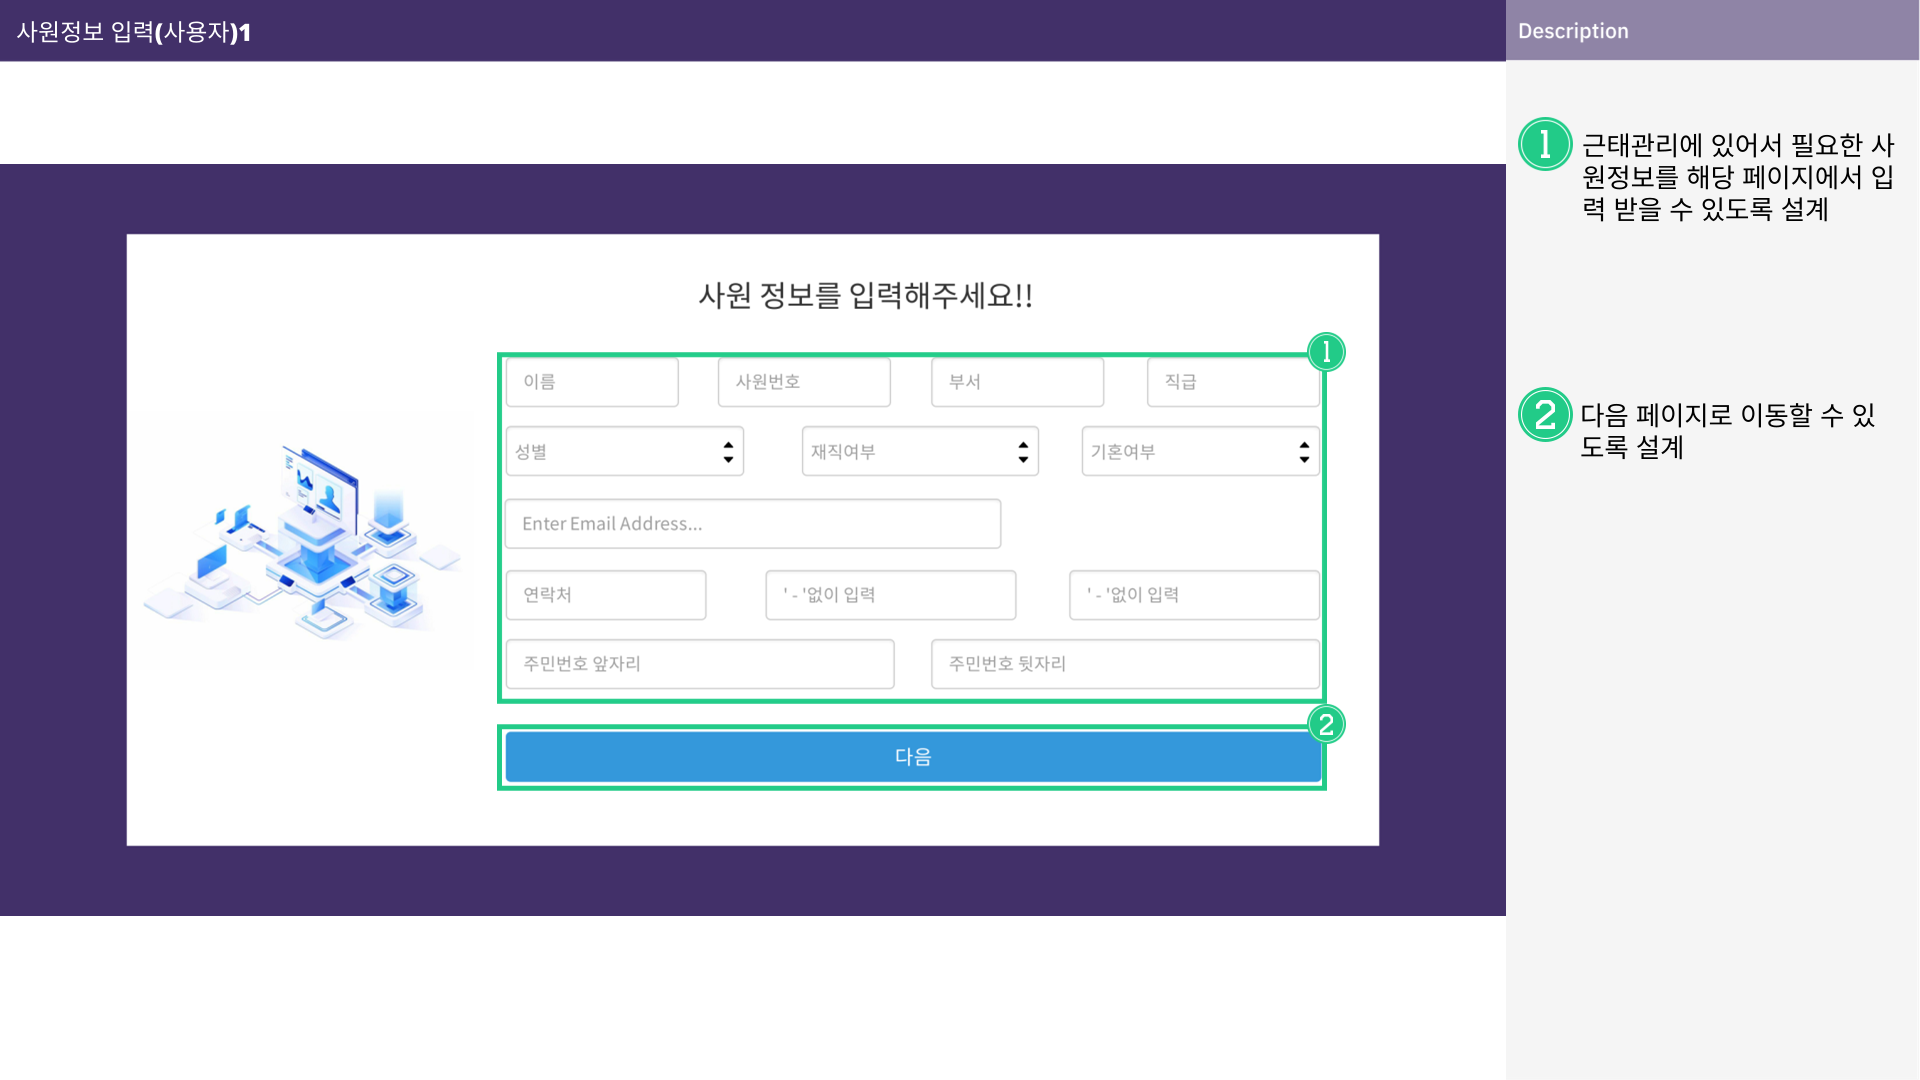 사원정보 입력(사용자)1
Description
1
근태관리에 있어서 필요한 사
원정보를 해당 페이지에서 입
력 받을 수 있도록 설계
2
다음 페이지로 이동할 수 있
도록 설계
사원 정보를 입력해주세요!!
1
이름
사원번호
부서
직급
성별
재직여부
기혼여부
Enter Email Address...
연락처
' - '없이 입력
' - '없이 입력
주민번호 앞자리
주민번호 뒷자리
2
다음